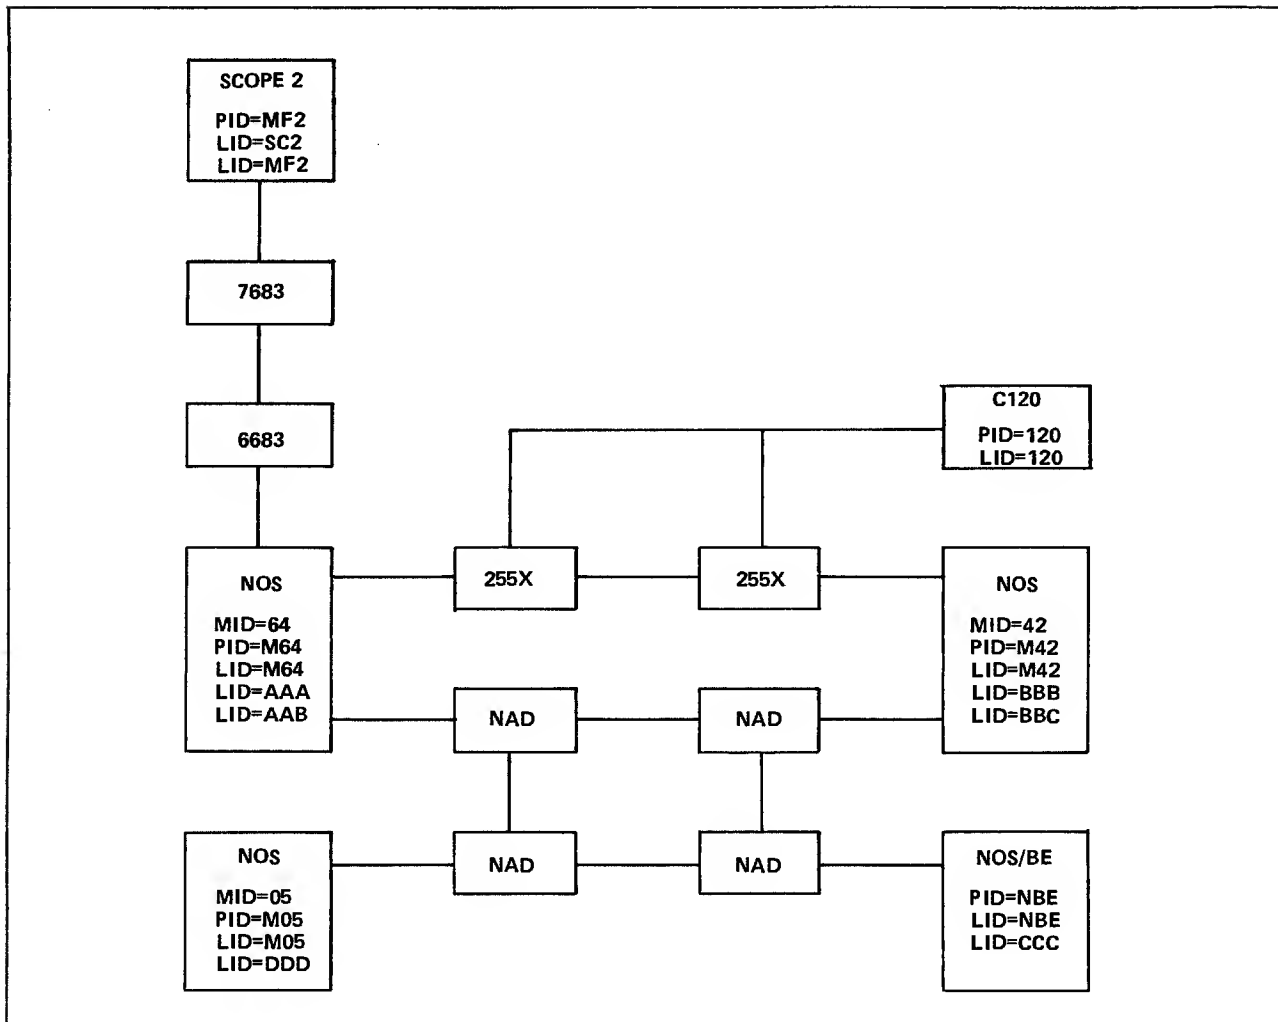 SCOPE 2
PID=MF2
LID=SC2
LID=MF2
7683
6683
C120
PID=120
LID=120
NOS
MID=64
PID=M64
LID=M64
LID=AAA
LID=AAB
255X
255X
NOS
MID=42
PID=M42
LID=M42
LID=BBB
LID=BBC
NAD
NAD
NOS
MID=05
PID=M05
LID=M05
LID=DDD
NAD
NAD
NOS/BE
PID=NBE
LID=NBE
LID=CCC